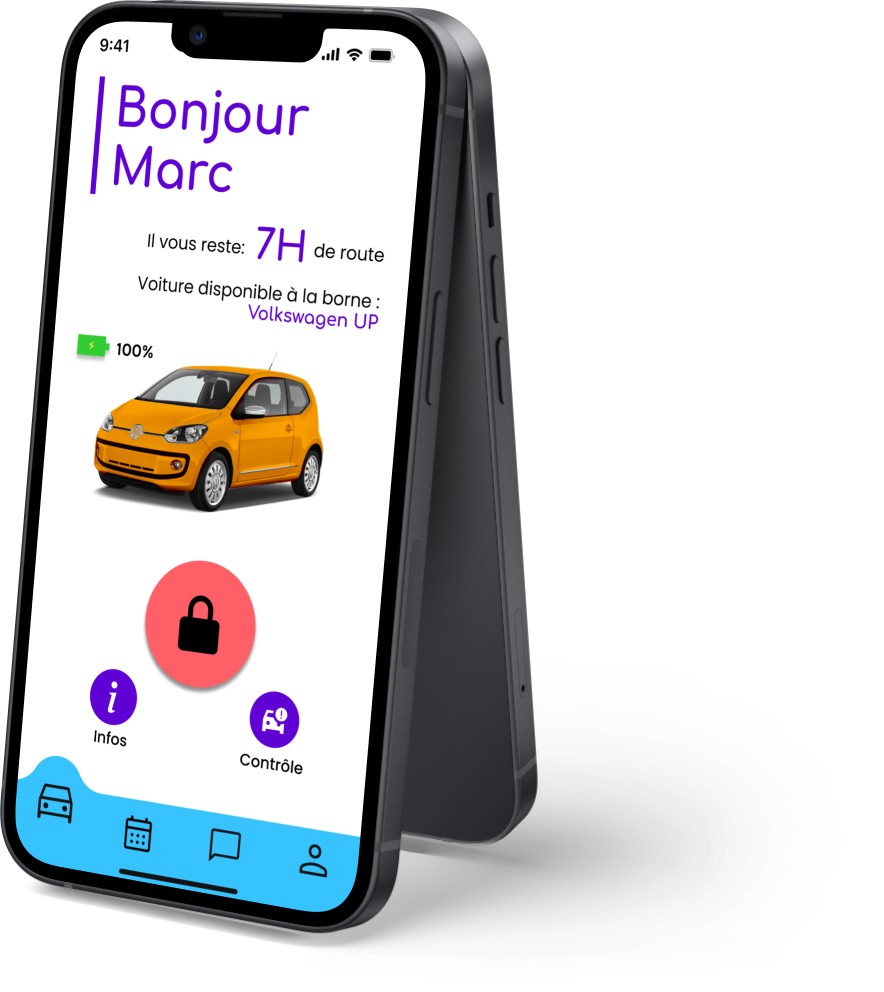 9:41
Bonjour
Marc
Il vous reste: 7H de route
Voiture disponible à la borne :
Volkswagen UP
100%
Infos
Contrôle